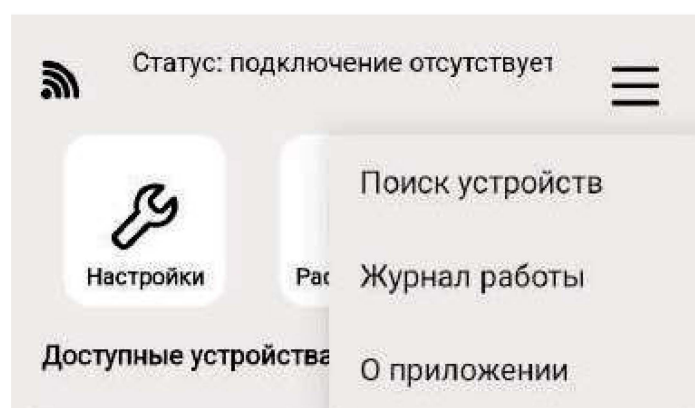 Статус: подключение отсутствует
Поиск устройств
Настройки
Журнал работы
Доступные устройства
О приложении